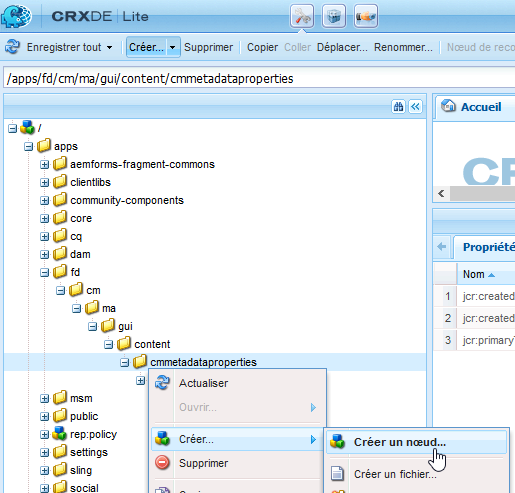 CRXDE | Lite
Enregistrer tout Créer... Supprimer Copier Coller Déplacer... Renommer... Nœud de reco
/apps/fd/cm/ma/gui/content/cmmetadataproperties
Accueil
/
apps
aemforms-fragment-commons
clientlibs
CRX
community-components
core
cq
dam
Propriété
fd
Nom
cm
1 jcr:created
ma
2 jcr:created
gui
3 jcr:primaryT
content
cmmetadataproperties
Actualiser
msm
Ouvrir...
public
rep:policy
Créer...
Créer un nœud...
settings
sling
Supprimer
Créer un fichier...
social